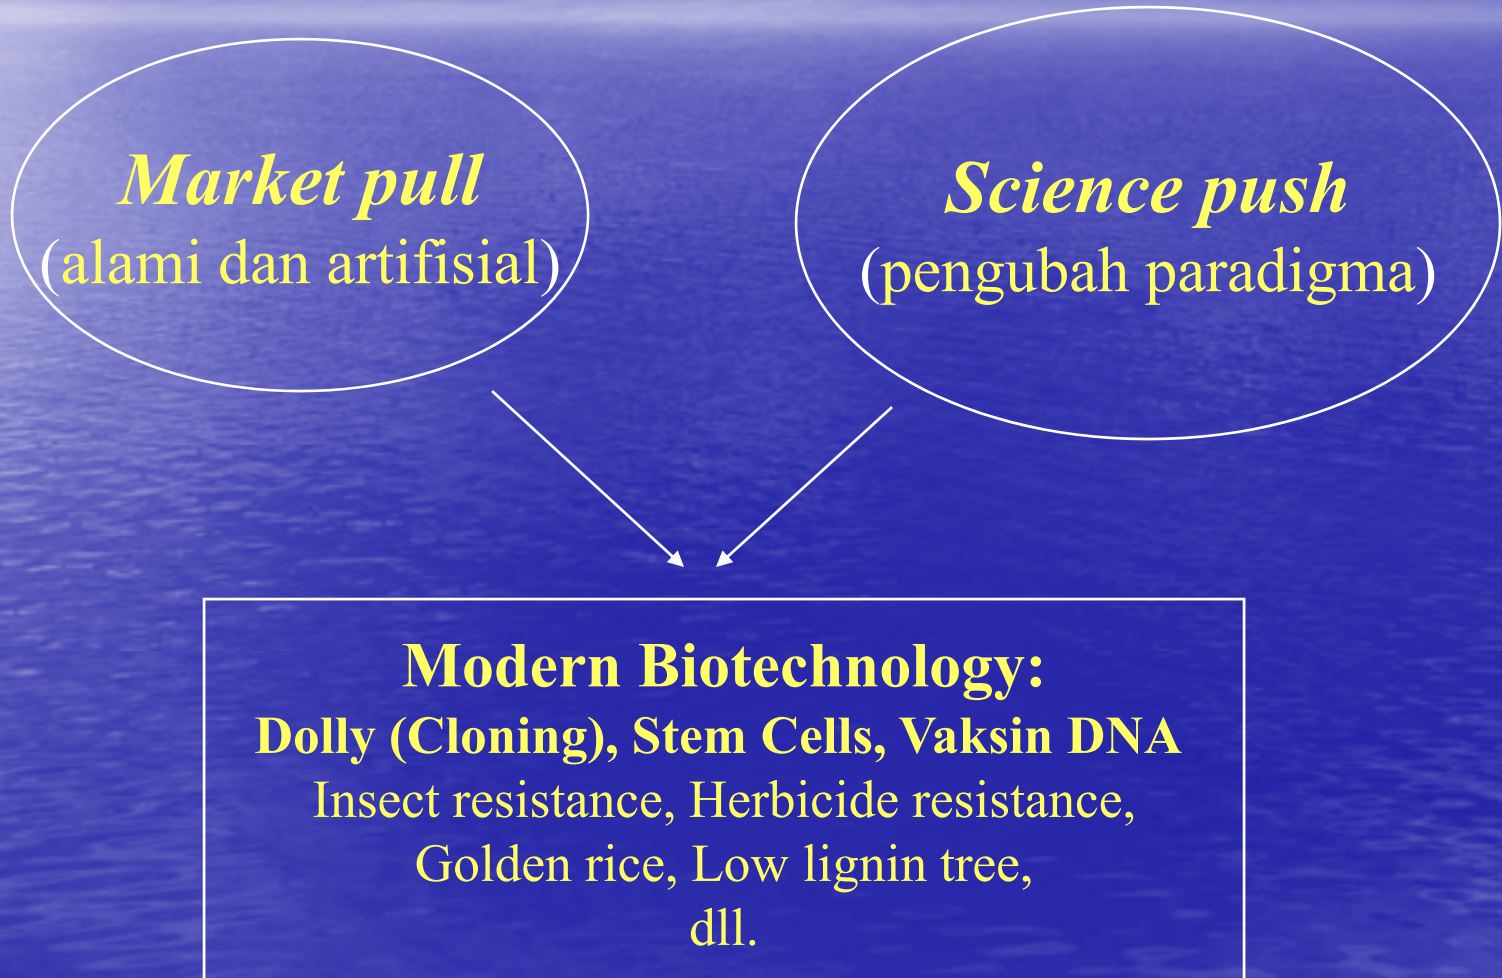 Market pull
(alami dan artifisial)
Science push
(pengubah paradigma)
Modern Biotechnology:
Dolly (Cloning), Stem Cells, Vaksin DNA
Insect resistance, Herbicide resistance,
Golden rice, Low lignin tree,
dll.